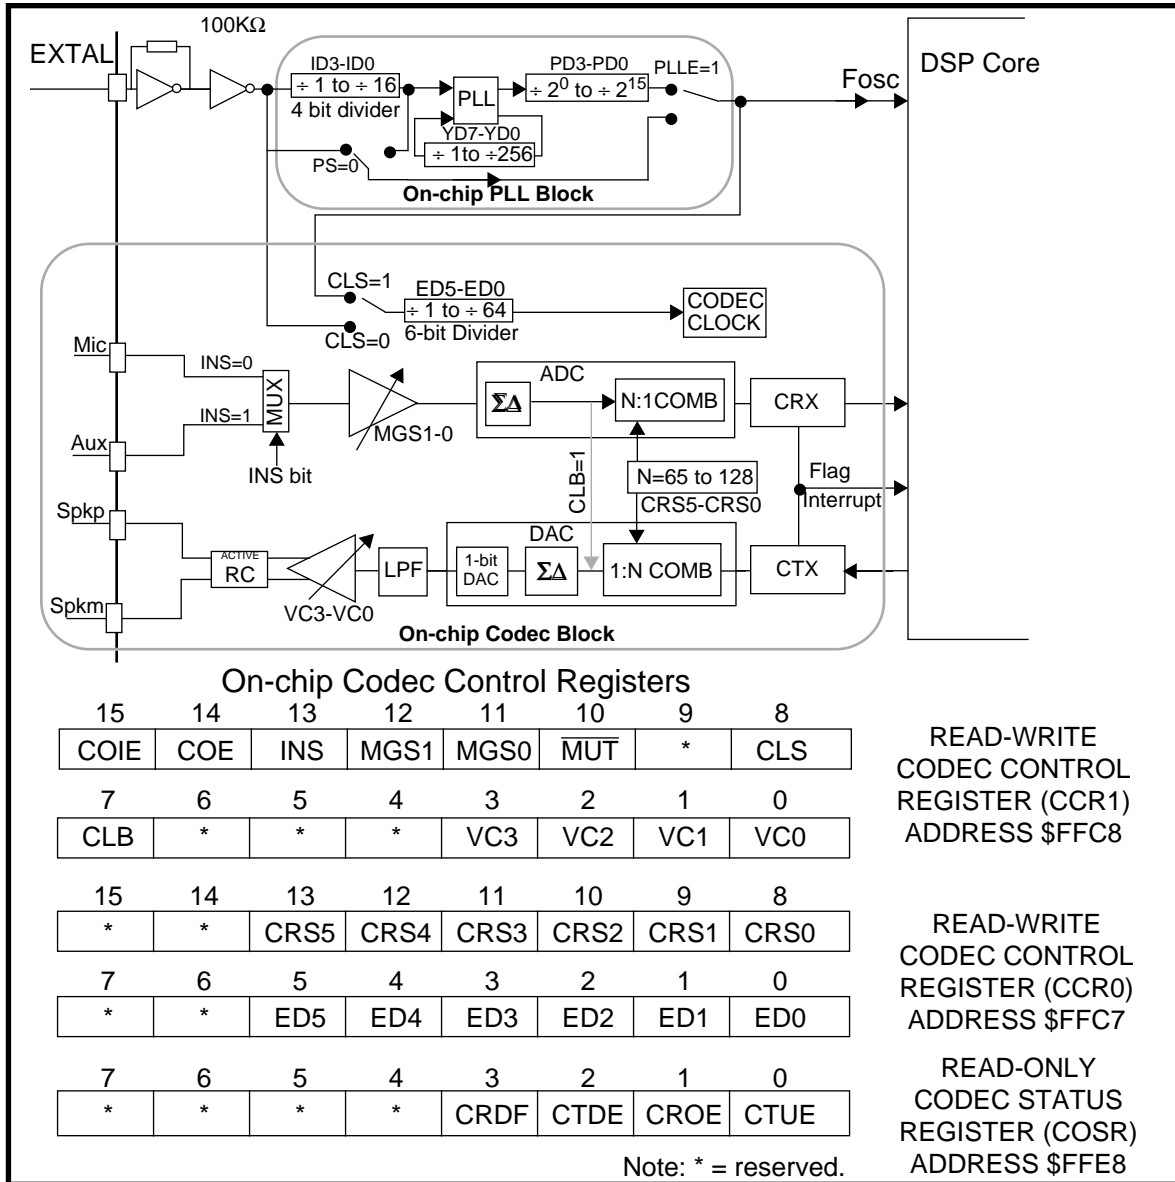 100KΩ
EXTAL
ID3-ID0
÷ 1 to ÷ 16
4 bit divider
PLL
PD3-PD0
÷ 2⁰ to ÷ 2¹⁵
PLLE=1
Fosc
DSP Core
YD7-YD0
÷ 1to ÷256
PS=0
On-chip PLL Block
CLS=1
ED5-ED0
÷ 1 to ÷ 64
6-bit Divider
CLS=0
CODEC
CLOCK
Mic
INS=0
MUX
INS=1
Aux
INS bit
MGS1-0
ADC
ΣΔ
N:1COMB
CRX
CLB=1
N=65 to 128
CRS5-CRS0
Flag
Interrupt
Spkp
ACTIVE
RC
Spkm
VC3-VC0
LPF
DAC
1-bit
DAC
ΣΔ
1:N COMB
CTX
On-chip Codec Block
On-chip Codec Control Registers
15 14 13 12 11 10 9 8
COIE COE INS MGS1 MGS0 M̅U̅T̅ * CLS
7 6 5 4 3 2 1 0
CLB * * * VC3 VC2 VC1 VC0
READ-WRITE
CODEC CONTROL
REGISTER (CCR1)
ADDRESS $FFC8
15 14 13 12 11 10 9 8
* * CRS5 CRS4 CRS3 CRS2 CRS1 CRS0
7 6 5 4 3 2 1 0
* * ED5 ED4 ED3 ED2 ED1 ED0
READ-WRITE
CODEC CONTROL
REGISTER (CCR0)
ADDRESS $FFC7
7 6 5 4 3 2 1 0
* * * * CRDF CTDE CROE CTUE
READ-ONLY
CODEC STATUS
REGISTER (COSR)
ADDRESS $FFE8
Note: * = reserved.